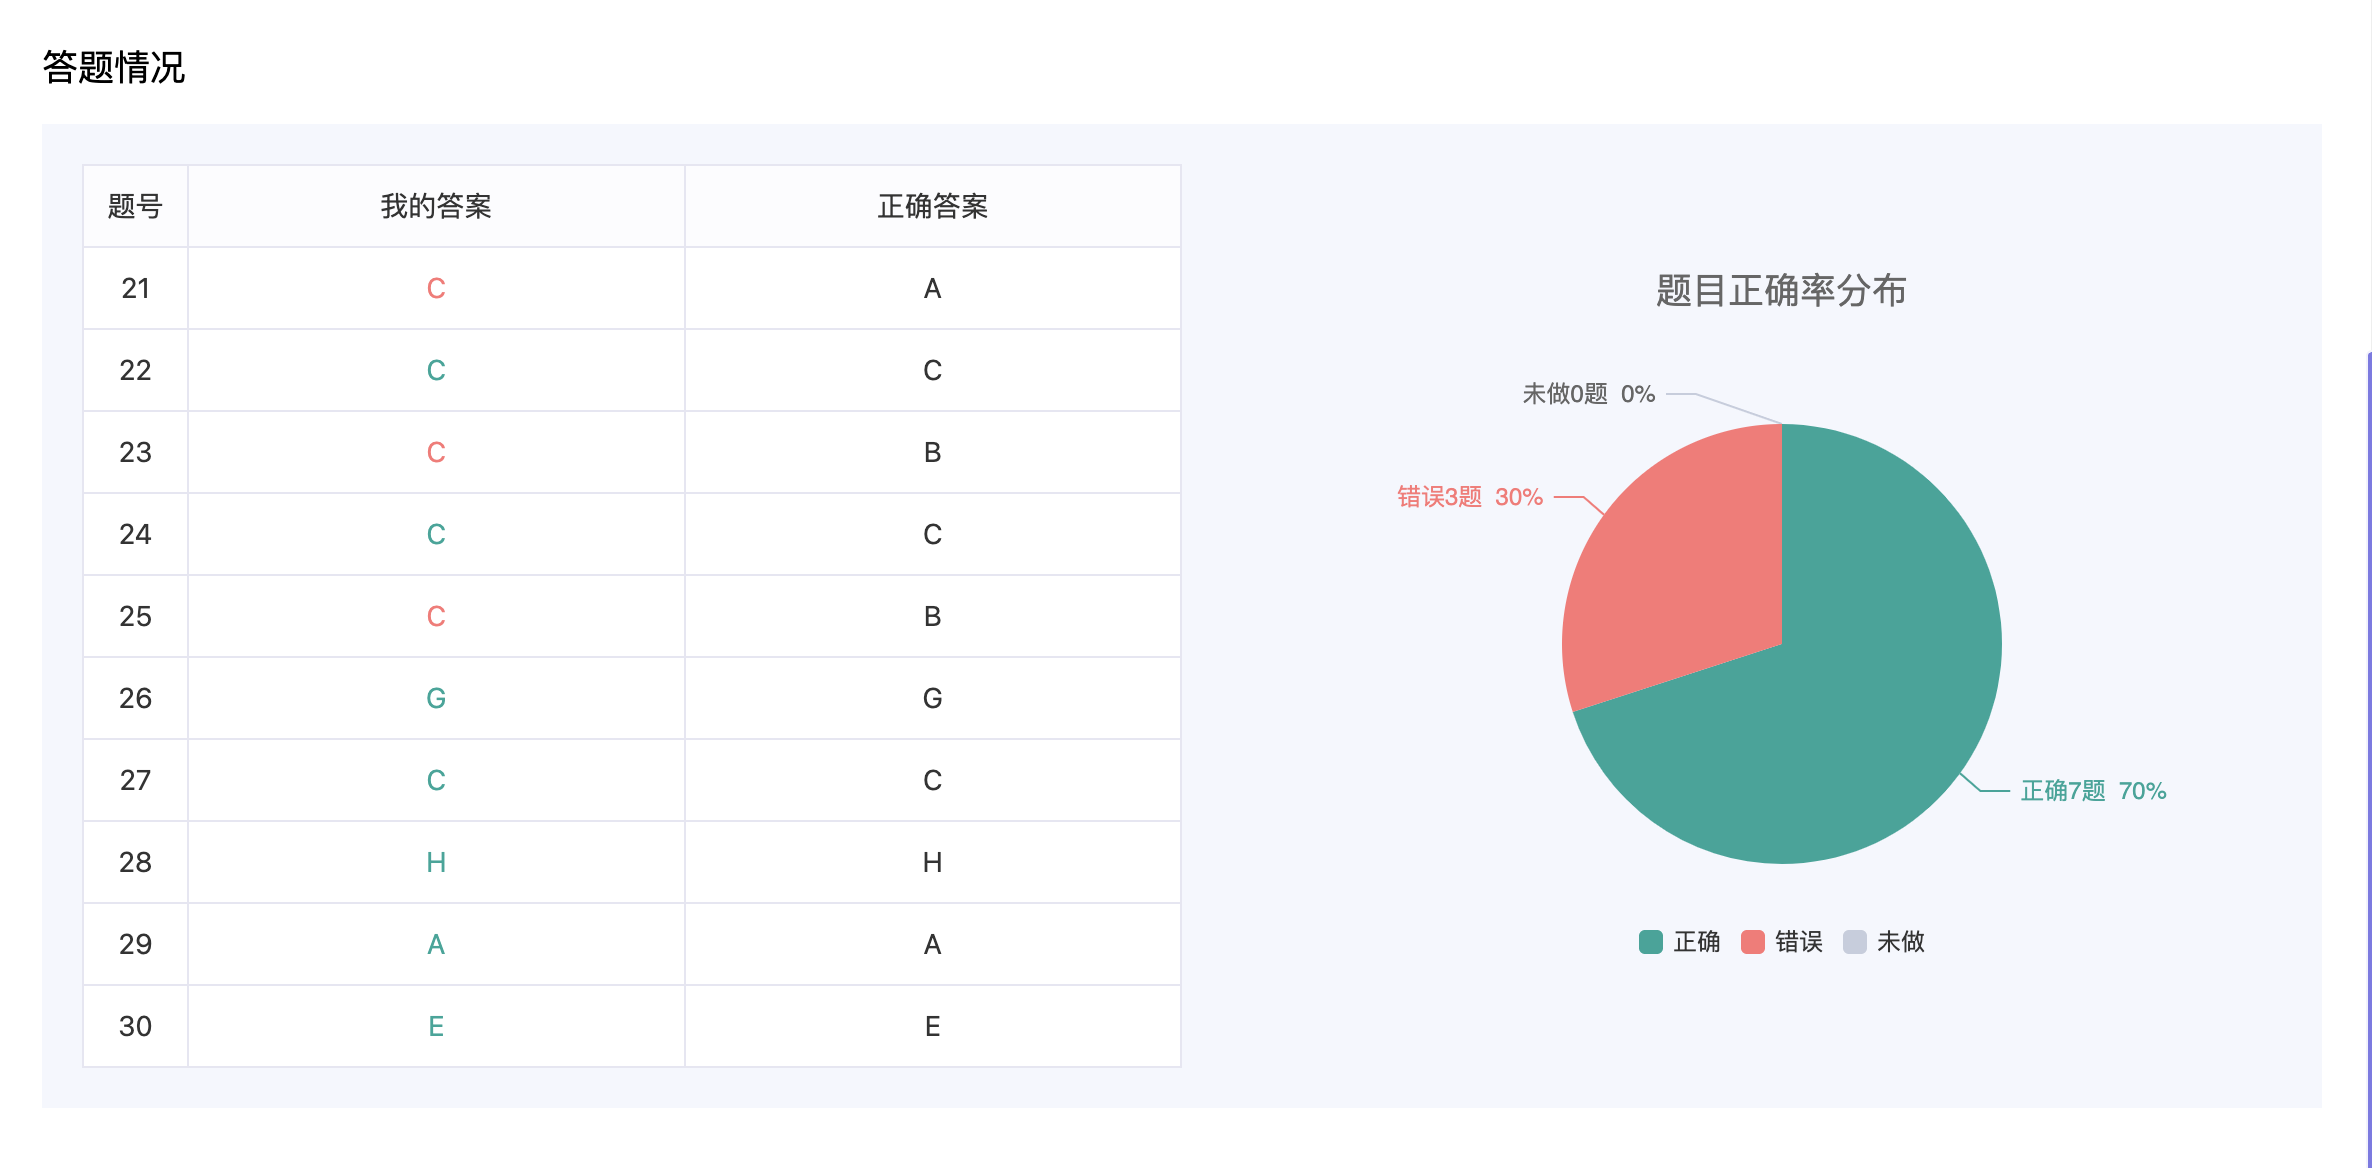 答题情况
题号 我的答案 正确答案
21 C A
22 C C
23 C B
24 C C
25 C B
26 G G
27 C C
28 H H
29 A A
30 E E
题目正确率分布
未做0题 0%
错误3题 30%
正确7题 70%
正确 错误 未做